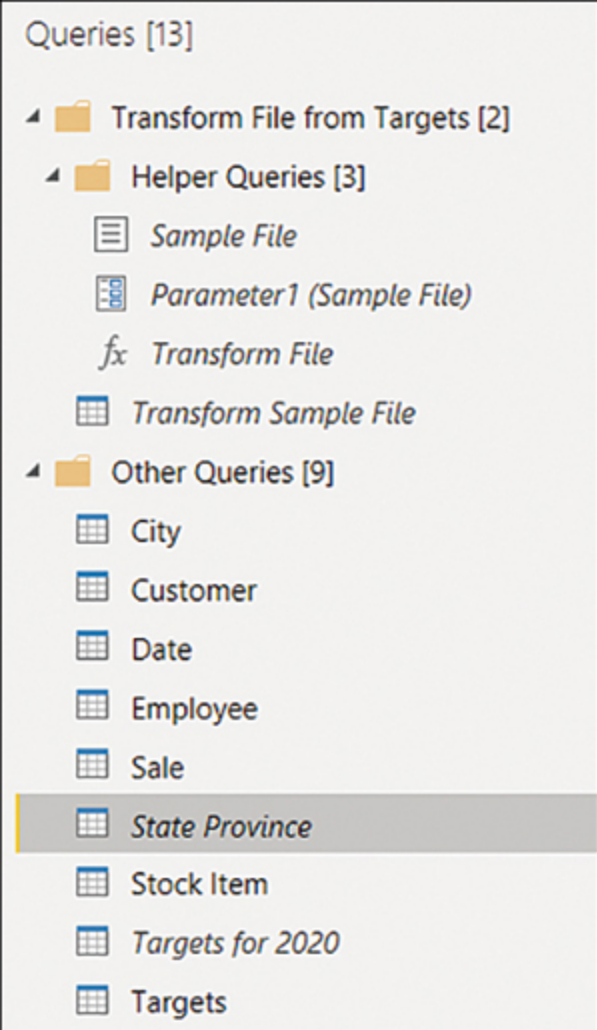 Queries [13]
Transform File from Targets [2]
Helper Queries [3]
Sample File
Parameter1 (Sample File)
fx Transform File
Transform Sample File
Other Queries [9]
City
Customer
Date
Employee
Sale
State Province
Stock Item
Targets for 2020
Targets